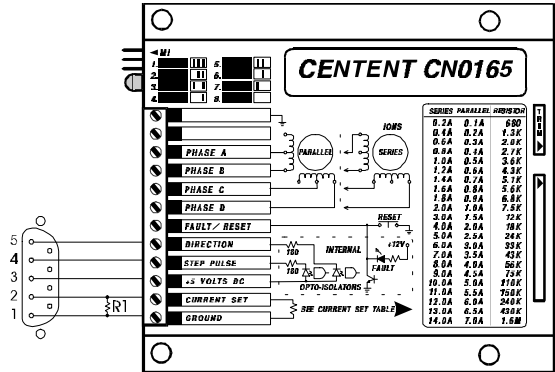 ◄ M1
1.
2.
3.
4.
5.
6.
7.
8.
CENTENT CN0165
PHASE A
PHASE B
PHASE C
PHASE D
FAULT / RESET
DIRECTION
STEP PULSE
+5 VOLTS DC
CURRENT SET
GROUND
PARALLEL
IONS
SERIES
RESET
INTERNAL
+12V
180
180
FAULT
OPTO-ISOLATORS
SEE CURRENT SET TABLE
SERIES PARALLEL RESISTOR
0.2A 0.1A 680
0.4A 0.2A 1.3K
0.6A 0.3A 2.0K
0.8A 0.4A 2.7K
1.0A 0.5A 3.6K
1.2A 0.6A 4.3K
1.4A 0.7A 5.1K
1.6A 0.8A 5.6K
1.8A 0.9A 6.8K
2.0A 1.0A 7.5K
3.0A 1.5A 12K
4.0A 2.0A 18K
5.0A 2.5A 24K
6.0A 3.0A 33K
7.0A 3.5A 43K
8.0A 4.0A 56K
9.0A 4.5A 75K
10.0A 5.0A 110K
11.0A 5.5A 150K
12.0A 6.0A 240K
13.0A 6.5A 430K
14.0A 7.0A 1.6M
TRIM
5
4
3
2
1
R1